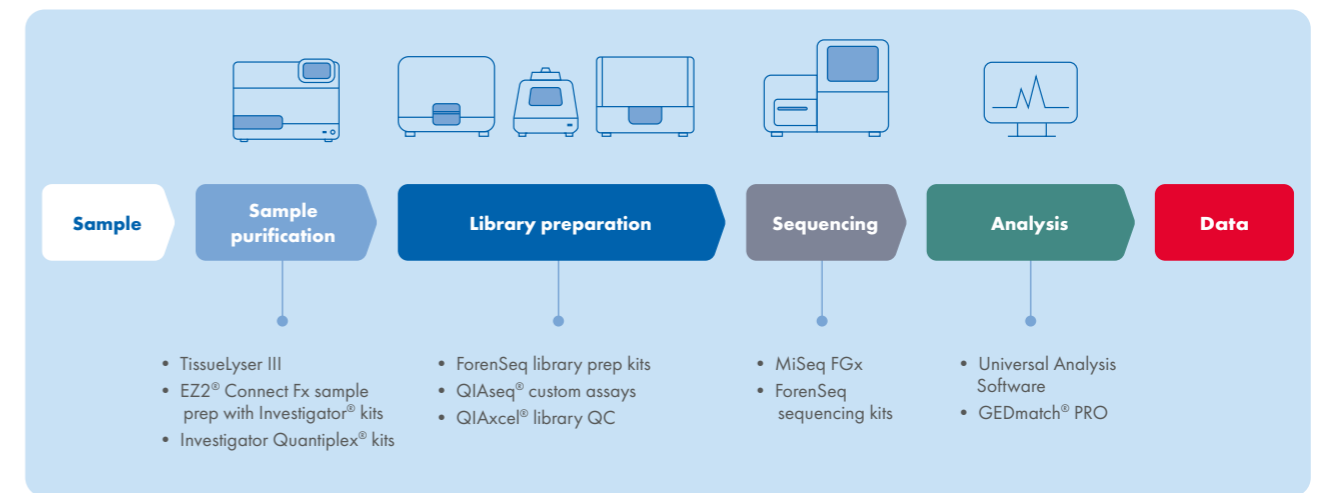 Sample
Sample
purification
Library preparation
Sequencing
Analysis
Data
• TissueLyser III
• EZ2® Connect Fx sample
prep with Investigator® kits
• Investigator Quantiplex® kits
• ForenSeq library prep kits
• QIAseq® custom assays
• QIAxcel® library QC
• MiSeq FGx
• ForenSeq
sequencing kits
• Universal Analysis
Software
• GEDmatch® PRO